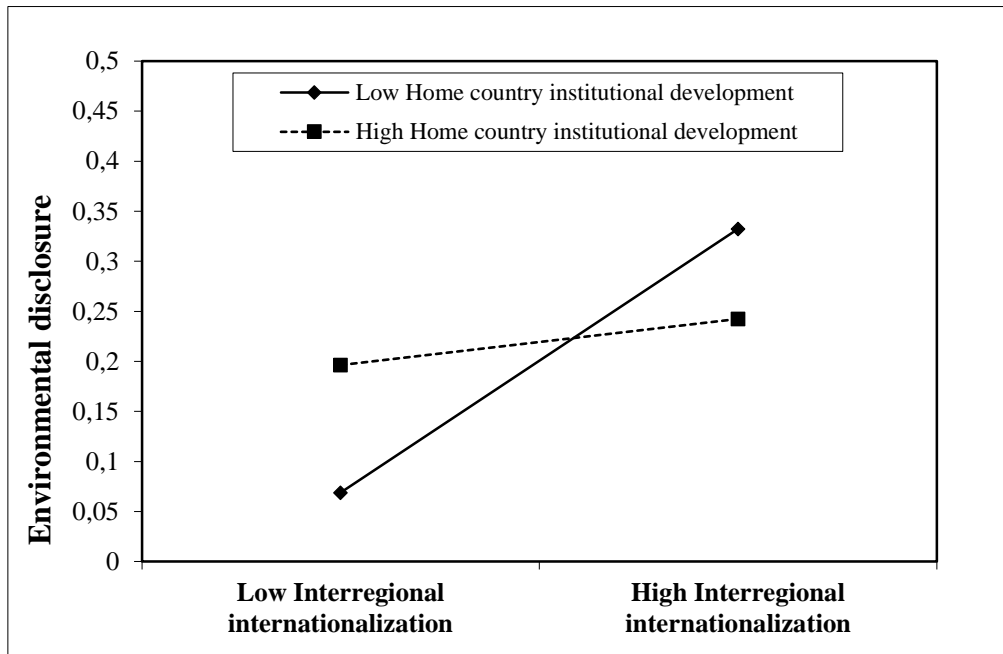 0,5
0,45
0,4
0,35
0,3
0,25
0,2
0,15
0,1
0,05
0
Environmental disclosure
Low Home country institutional development
High Home country institutional development
Low Interregional
internationalization
High Interregional
internationalization